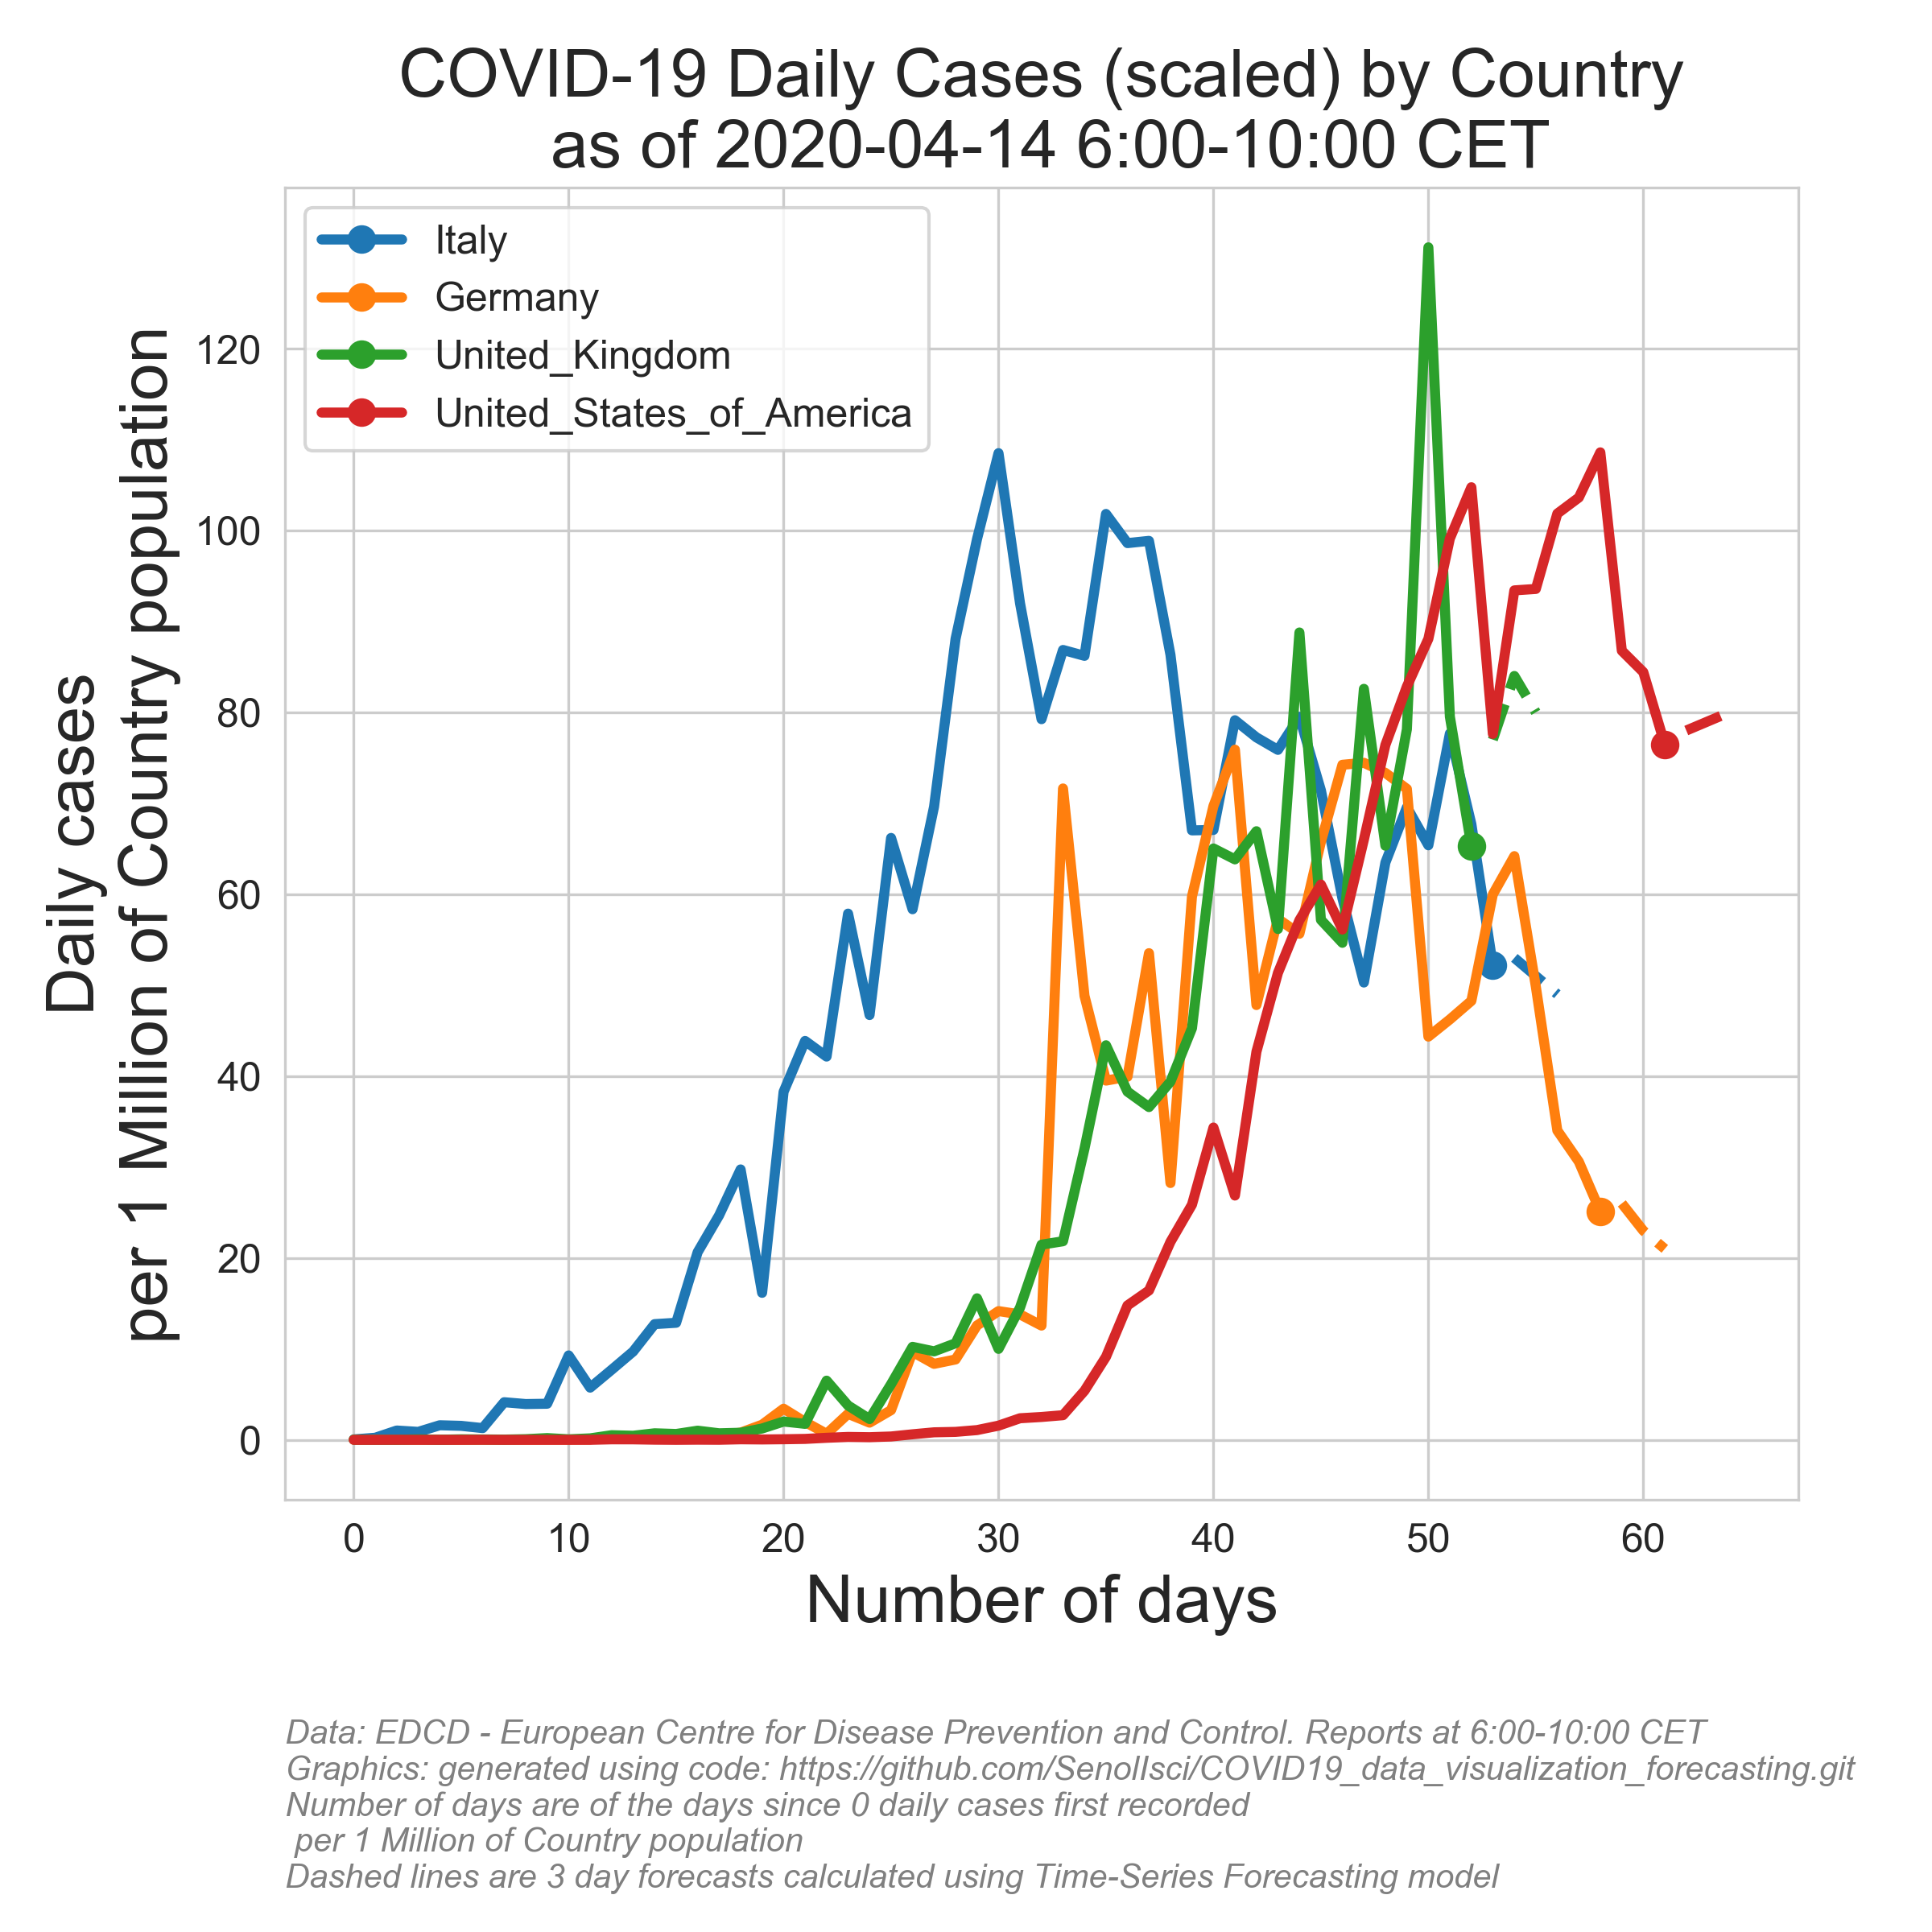 COVID-19 Daily Cases (scaled) by Country
as of 2020-04-14 6:00-10:00 CET
Italy
Germany
United_Kingdom
United_States_of_America
Daily cases
per 1 Million of Country population
120
100
80
60
40
20
0
0 10 20 30 40 50 60
Number of days
Data: EDCD - European Centre for Disease Prevention and Control. Reports at 6:00-10:00 CET
Graphics: generated using code: https://github.com/SenolIsci/COVID19_data_visualization_forecasting.git
Number of days are of the days since 0 daily cases first recorded
per 1 Million of Country population
Dashed lines are 3 day forecasts calculated using Time-Series Forecasting model